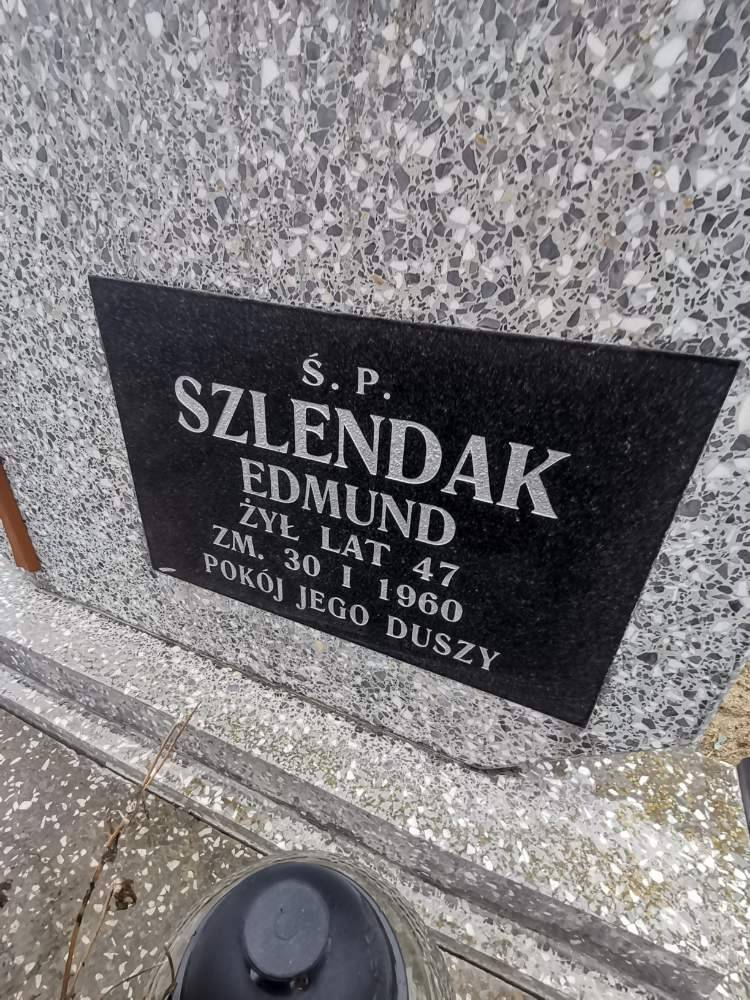 Ś. P.
SZLENDAK
EDMUND
ŻYŁ LAT 47
ZM. 30 I 1960
POKÓJ JEGO DUSZY